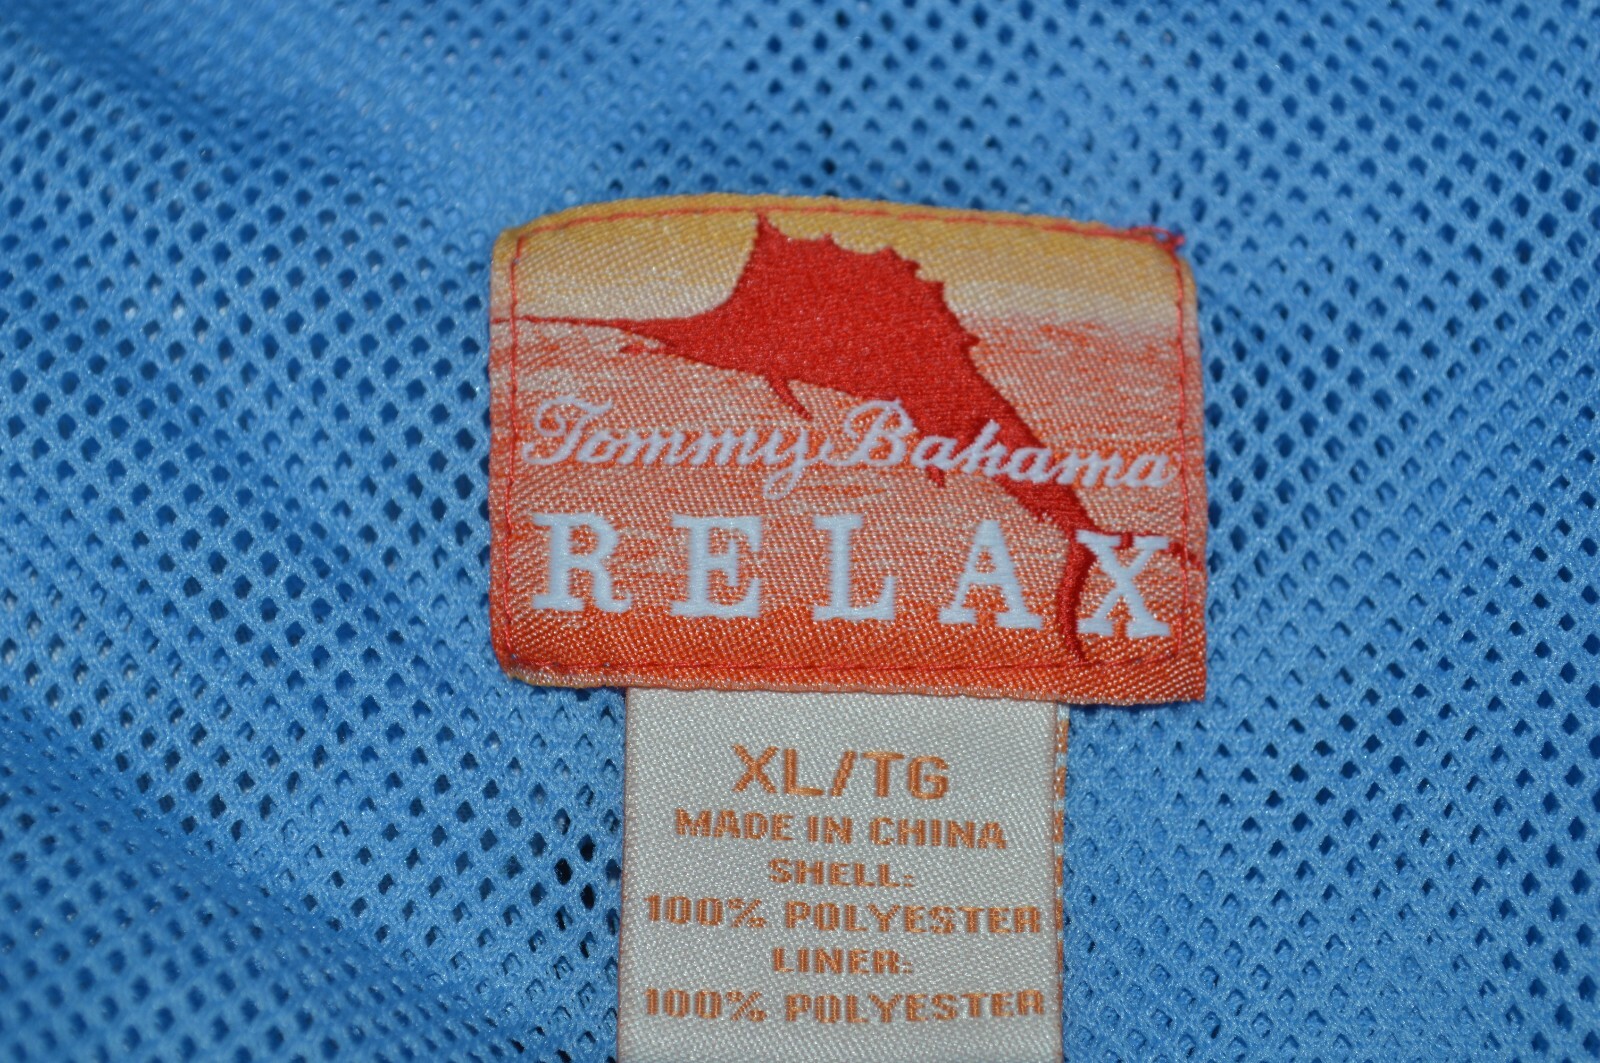 Tommy Bahama
RELAX
XL/TG
MADE IN CHINA
SHELL:
100% POLYESTER
LINER:
100% POLYESTER